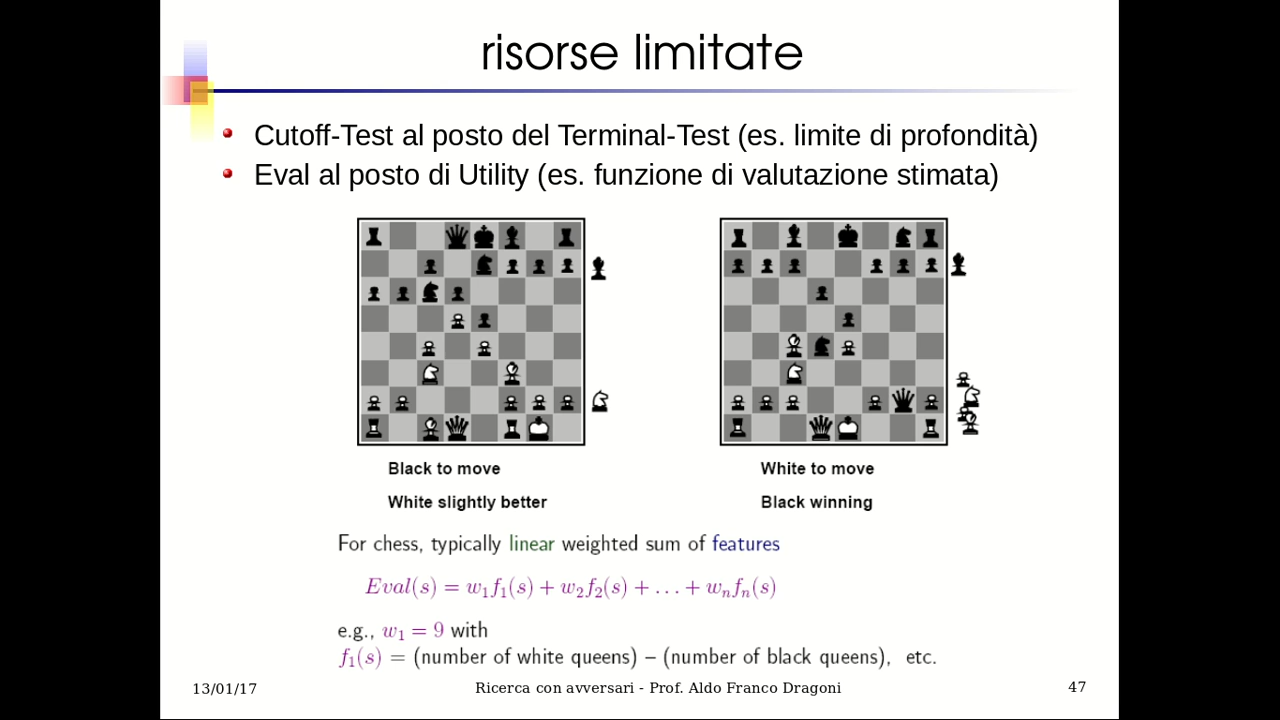 risorse limitate
Cutoff-Test al posto del Terminal-Test (es. limite di profondità)
Eval al posto di Utility (es. funzione di valutazione stimata)
Black to move
White slightly better
White to move
Black winning
For chess, typically linear weighted sum of features
Eval(s) = w₁f₁(s) + w₂f₂(s) + . . . + wₙfₙ(s)
e.g., w₁ = 9 with
f₁(s) = (number of white queens) – (number of black queens), etc.
13/01/17
Ricerca con avversari - Prof. Aldo Franco Dragoni
47